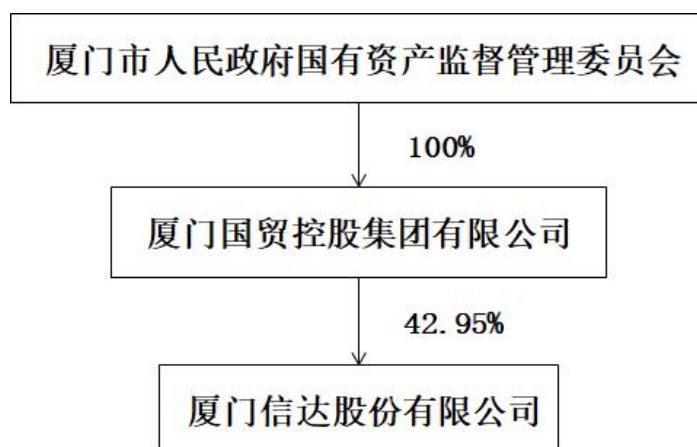 厦门市人民政府国有资产监督管理委员会
100%
厦门国贸控股集团有限公司
42.95%
厦门信达股份有限公司